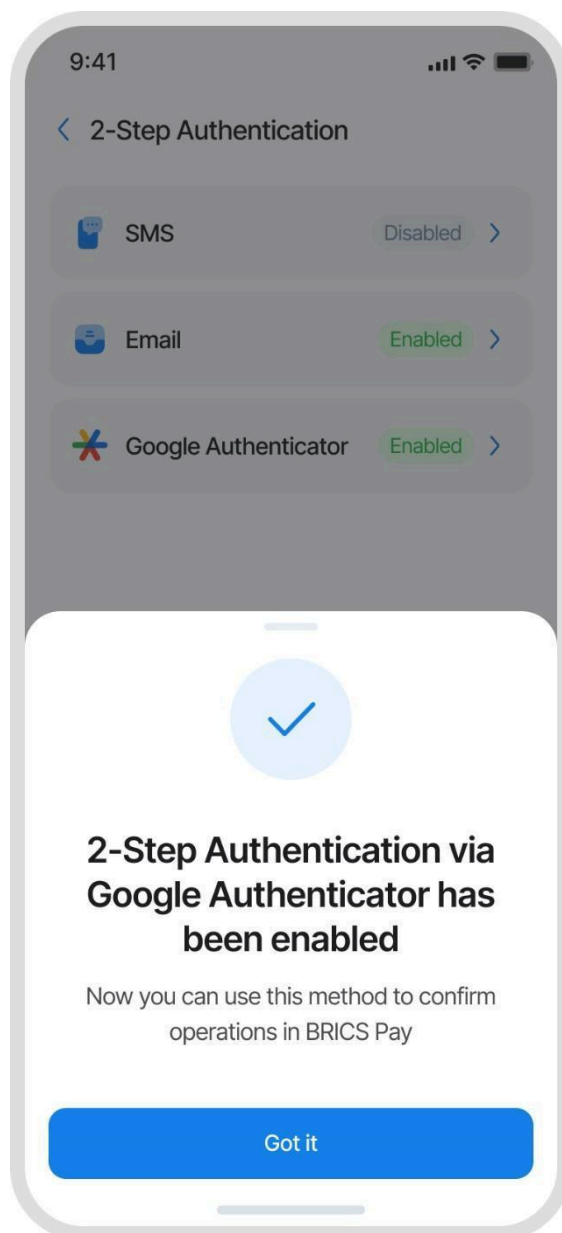 9:41
2-Step Authentication
SMS
Disabled
Email
Enabled
Google Authenticator
Enabled
2-Step Authentication via
Google Authenticator has
been enabled
Now you can use this method to confirm
operations in BRICS Pay
Got it